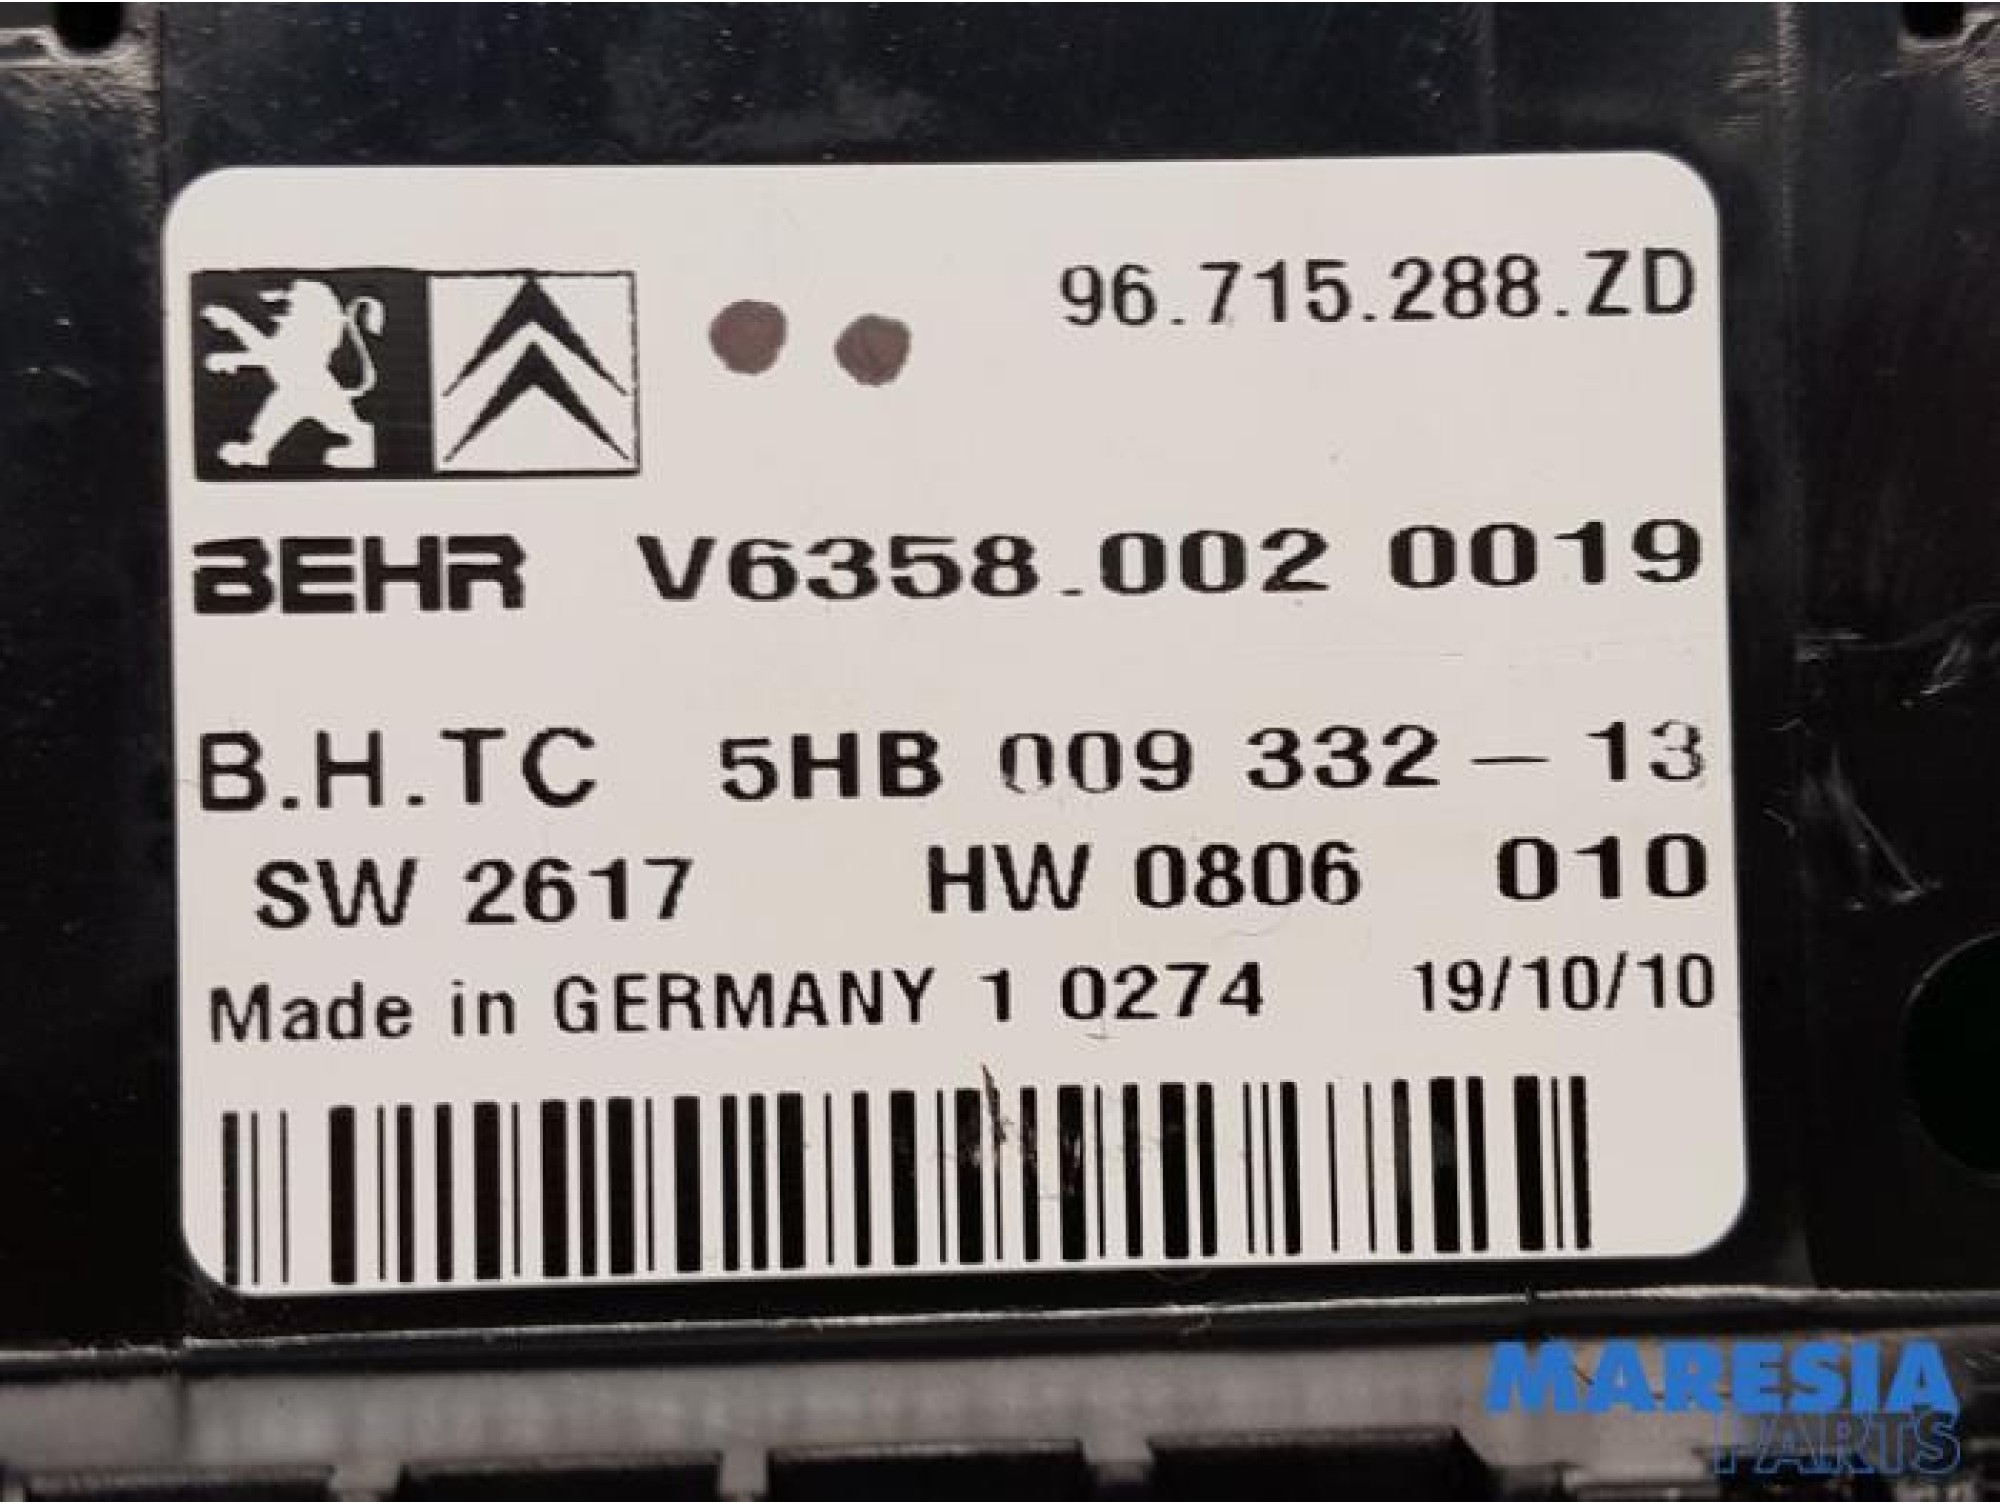 96.715.288.ZD
BEHR V6358.002 0019
B.H.TC 5HB 009 332-13
SW 2617 HW 0806 010
Made in GERMANY 1 0274 19/10/10
MARESIA
PARTS